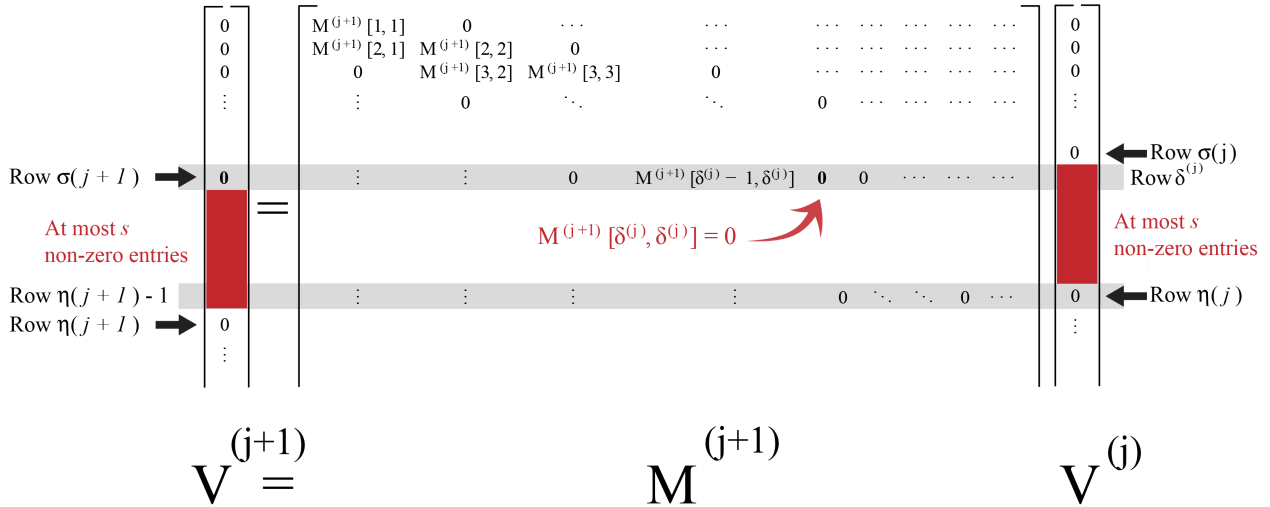 0 M^(j+1) [1, 1] 0 ··· ··· ··· ··· ··· ··· 0
0 M^(j+1) [2, 1] M^(j+1) [2, 2] 0 ··· ··· ··· ··· ··· 0
0 0 M^(j+1) [3, 2] M^(j+1) [3, 3] 0 ··· ··· ··· ··· 0
⋮ ⋮ 0 ⋱ ⋱ 0 ··· ··· ··· ··· ⋮
0 Row σ(j)
Row σ(j + 1) 0 ⋮ ⋮ 0 M^(j+1) [δ^(j) − 1, δ^(j)] 0 0 ··· ··· ··· Row δ^(j)
=
At most s
non-zero entries
M^(j+1) [δ^(j), δ^(j)] = 0
At most s
non-zero entries
Row η(j + 1) - 1 ⋮ ⋮ ⋮ ⋮ 0 ⋱ ⋱ 0 ··· 0 Row η(j)
Row η(j + 1) 0 ⋮
⋮
V^(j+1) = M^(j+1) V^(j)